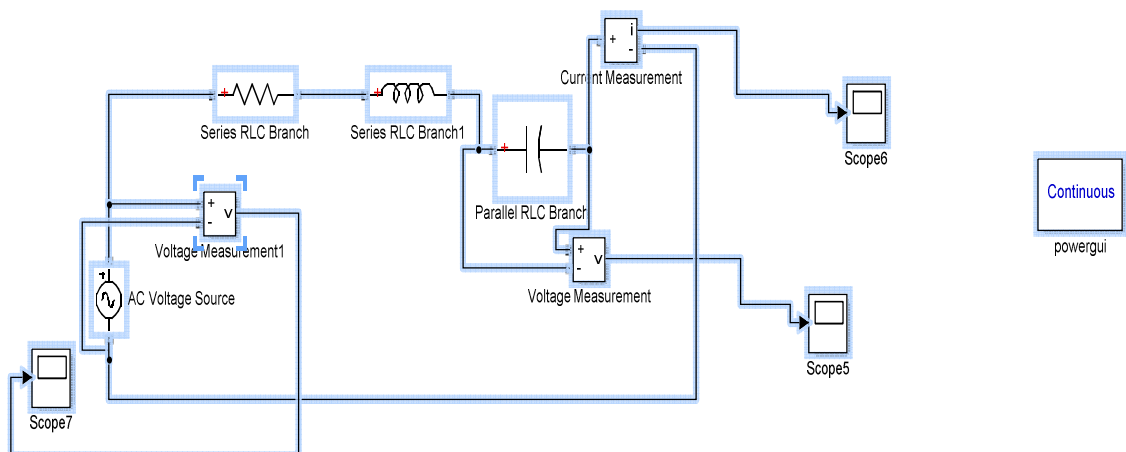 i
+
-
Current Measurement
Scope6
+
Series RLC Branch
+
Series RLC Branch1
+
Parallel RLC Branch
Continuous
powergui
+
-
v
Voltage Measurement1
+
-
v
Voltage Measurement
+
AC Voltage Source
Scope5
Scope7